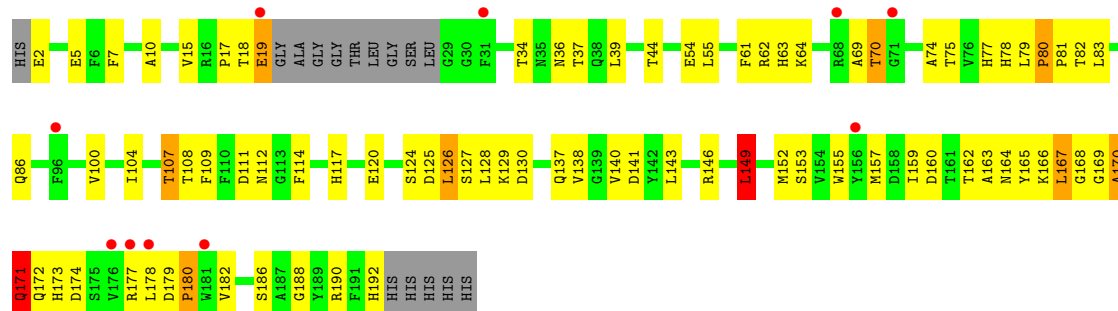 HIS E2 E5 F6 F7 A10 V15 R16 P17 T18 E19 GLY ALA GLY GLY THR LEU GLY SER LEU G29 G30 F31 T34 N35 N36 T37 Q38 L39 T44 E54 L55 F61 R62 H63 K64 R68 A69 T70 G71 A74 T75 V76 H77 H78 L79 P80 P81 T82 L83
Q86 F96 V100 I104 T107 T108 F109 F110 D111 N112 G113 F114 H117 E120 S124 D125 L126 S127 L128 K129 D130 Q137 V138 G139 V140 D141 Y142 L143 R146 L149 M152 S153 V154 W155 Y156 M157 D158 I159 D160 T161 T162 A163 N164 Y165 K166 L167 G168 G169 A170
Q171 Q172 H173 D174 S175 V176 R177 L178 D179 P180 W181 V182 S186 A187 G188 Y189 R190 F191 H192 HIS HIS HIS HIS HIS